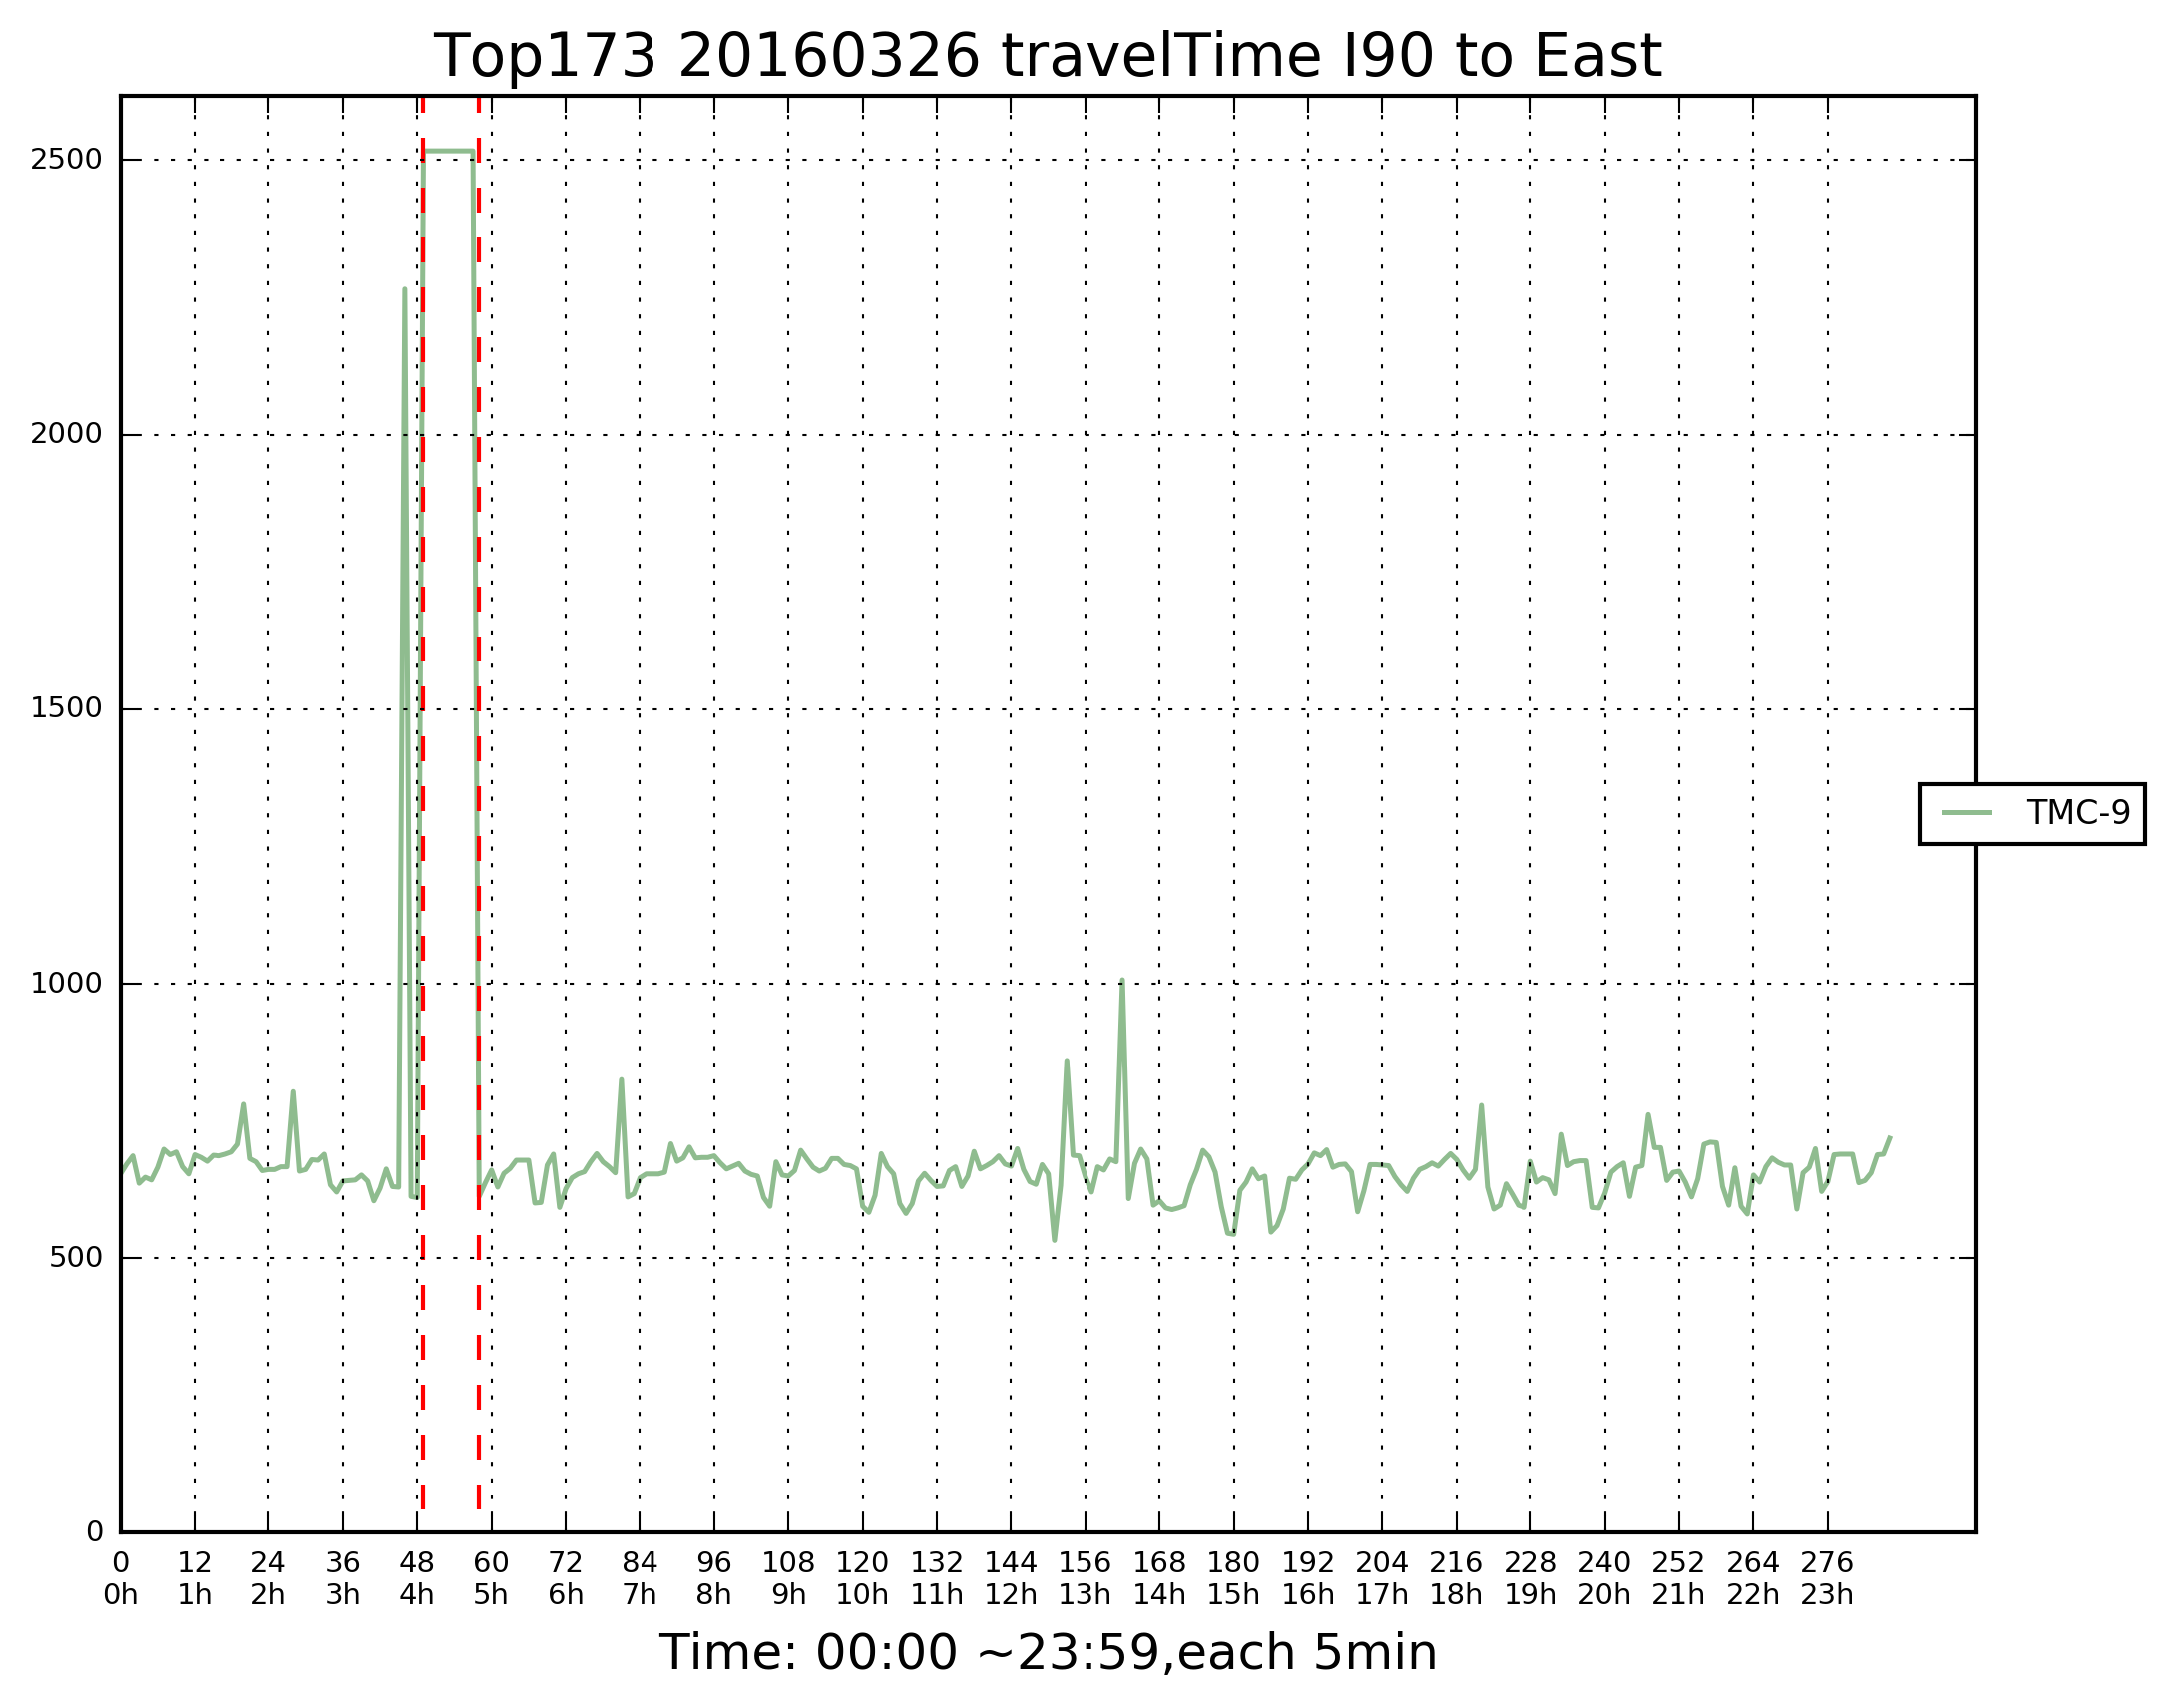 Top173 20160326 travelTime I90 to East
2500
2000
1500
1000
500
0
TMC-9
0 12 24 36 48 60 72 84 96 108 120 132 144 156 168 180 192 204 216 228 240 252 264 276
0h 1h 2h 3h 4h 5h 6h 7h 8h 9h 10h 11h 12h 13h 14h 15h 16h 17h 18h 19h 20h 21h 22h 23h
Time: 00:00 ~23:59,each 5min